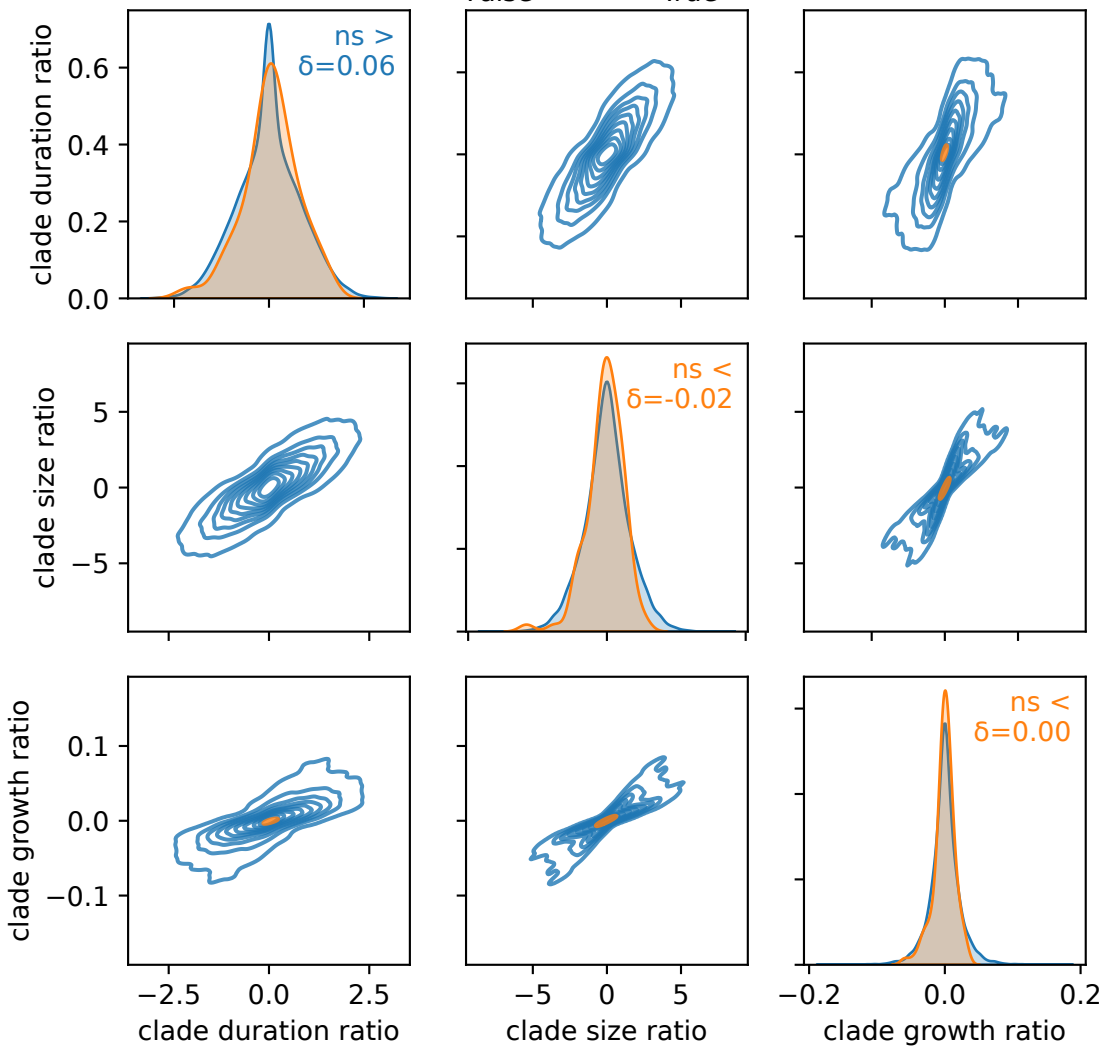 ns >
δ=0.06
clade duration ratio
0.6
0.4
0.2
0.0
ns <
δ=-0.02
clade size ratio
5
0
−5
−5
0
5
ns <
δ=0.00
clade growth ratio
0.1
0.0
−0.1
−2.5
0.0
2.5
−5
0
5
−0.2
0.0
0.2
clade duration ratio
clade size ratio
clade growth ratio